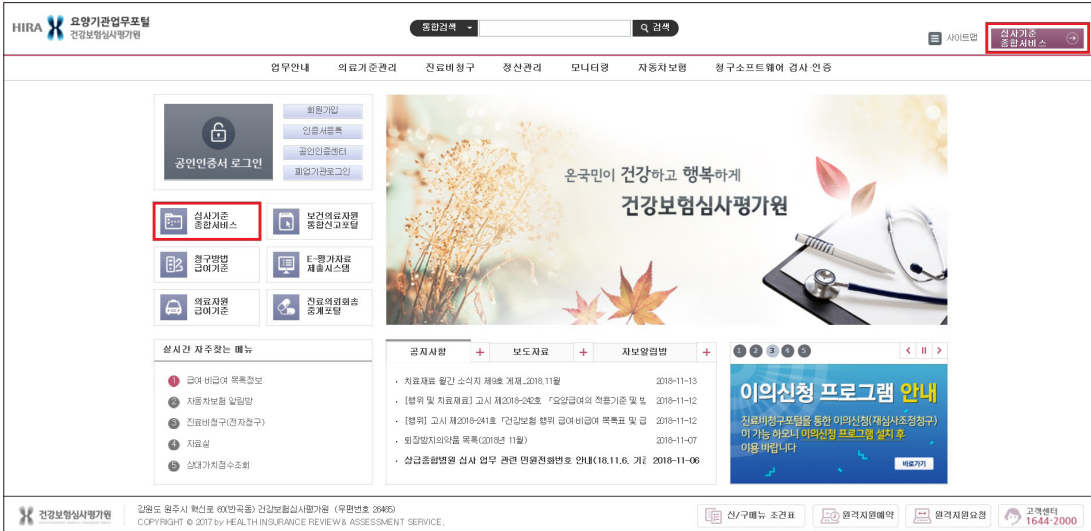 HIRA 요양기관업무포털
건강보험심사평가원
통합검색
검색
사이트맵
심사기준
종합서비스
업무안내 의료기준관리 진료비청구 정산관리 모니터링 자동차보험 청구소프트웨어 검사·인증
공인인증서 로그인
회원가입
인증서등록
공인인증센터
폐업기관로그인
온국민이 건강하고 행복하게
건강보험심사평가원
심사기준
종합서비스
보건의료자원
통합신고포털
청구방법
급여기준
E-평가자료
제출시스템
의료자원
급여기준
진료의뢰회송
중계포털
실시간 자주찾는 메뉴
1 급여·비급여 목록정보
2 자동차보험 알림방
3 진료비청구(전자청구)
4 자료실
5 상대가치점수조회
공지사항 + 보도자료 + 자보알림방 +
· 치료재료 월간 소식지 제9호 게재_2018.11월 2018-11-13
· [행위 및 치료재료] 고시 제2018-242호 「요양급여의 적용기준 및 방 2018-11-12
· [행위] 고시 제2018-241호 「건강보험 행위 급여·비급여 목록표 및 급 2018-11-12
· 퇴장방지의약품 목록(2018년 11월) 2018-11-07
· 상급종합병원 심사 업무 관련 민원전화번호 안내(18.11.6. 기준 2018-11-06
1 2 3 4 5
이의신청 프로그램 안내
진료비청구포털을 통한 이의신청(재심사조정청구)
이 가능 하오니 이의신청 프로그램 설치 후
이용 바랍니다
바로가기
건강보험심사평가원
강원도 원주시 혁신로 60(반곡동) 건강보험심사평가원 (우편번호 26465)
COPYRIGHT © 2017 by HEALTH INSURANCE REVIEW & ASSESSMENT SERVICE.
신/구메뉴 조견표
원격지원예약
원격지원요청
고객센터
1644-2000